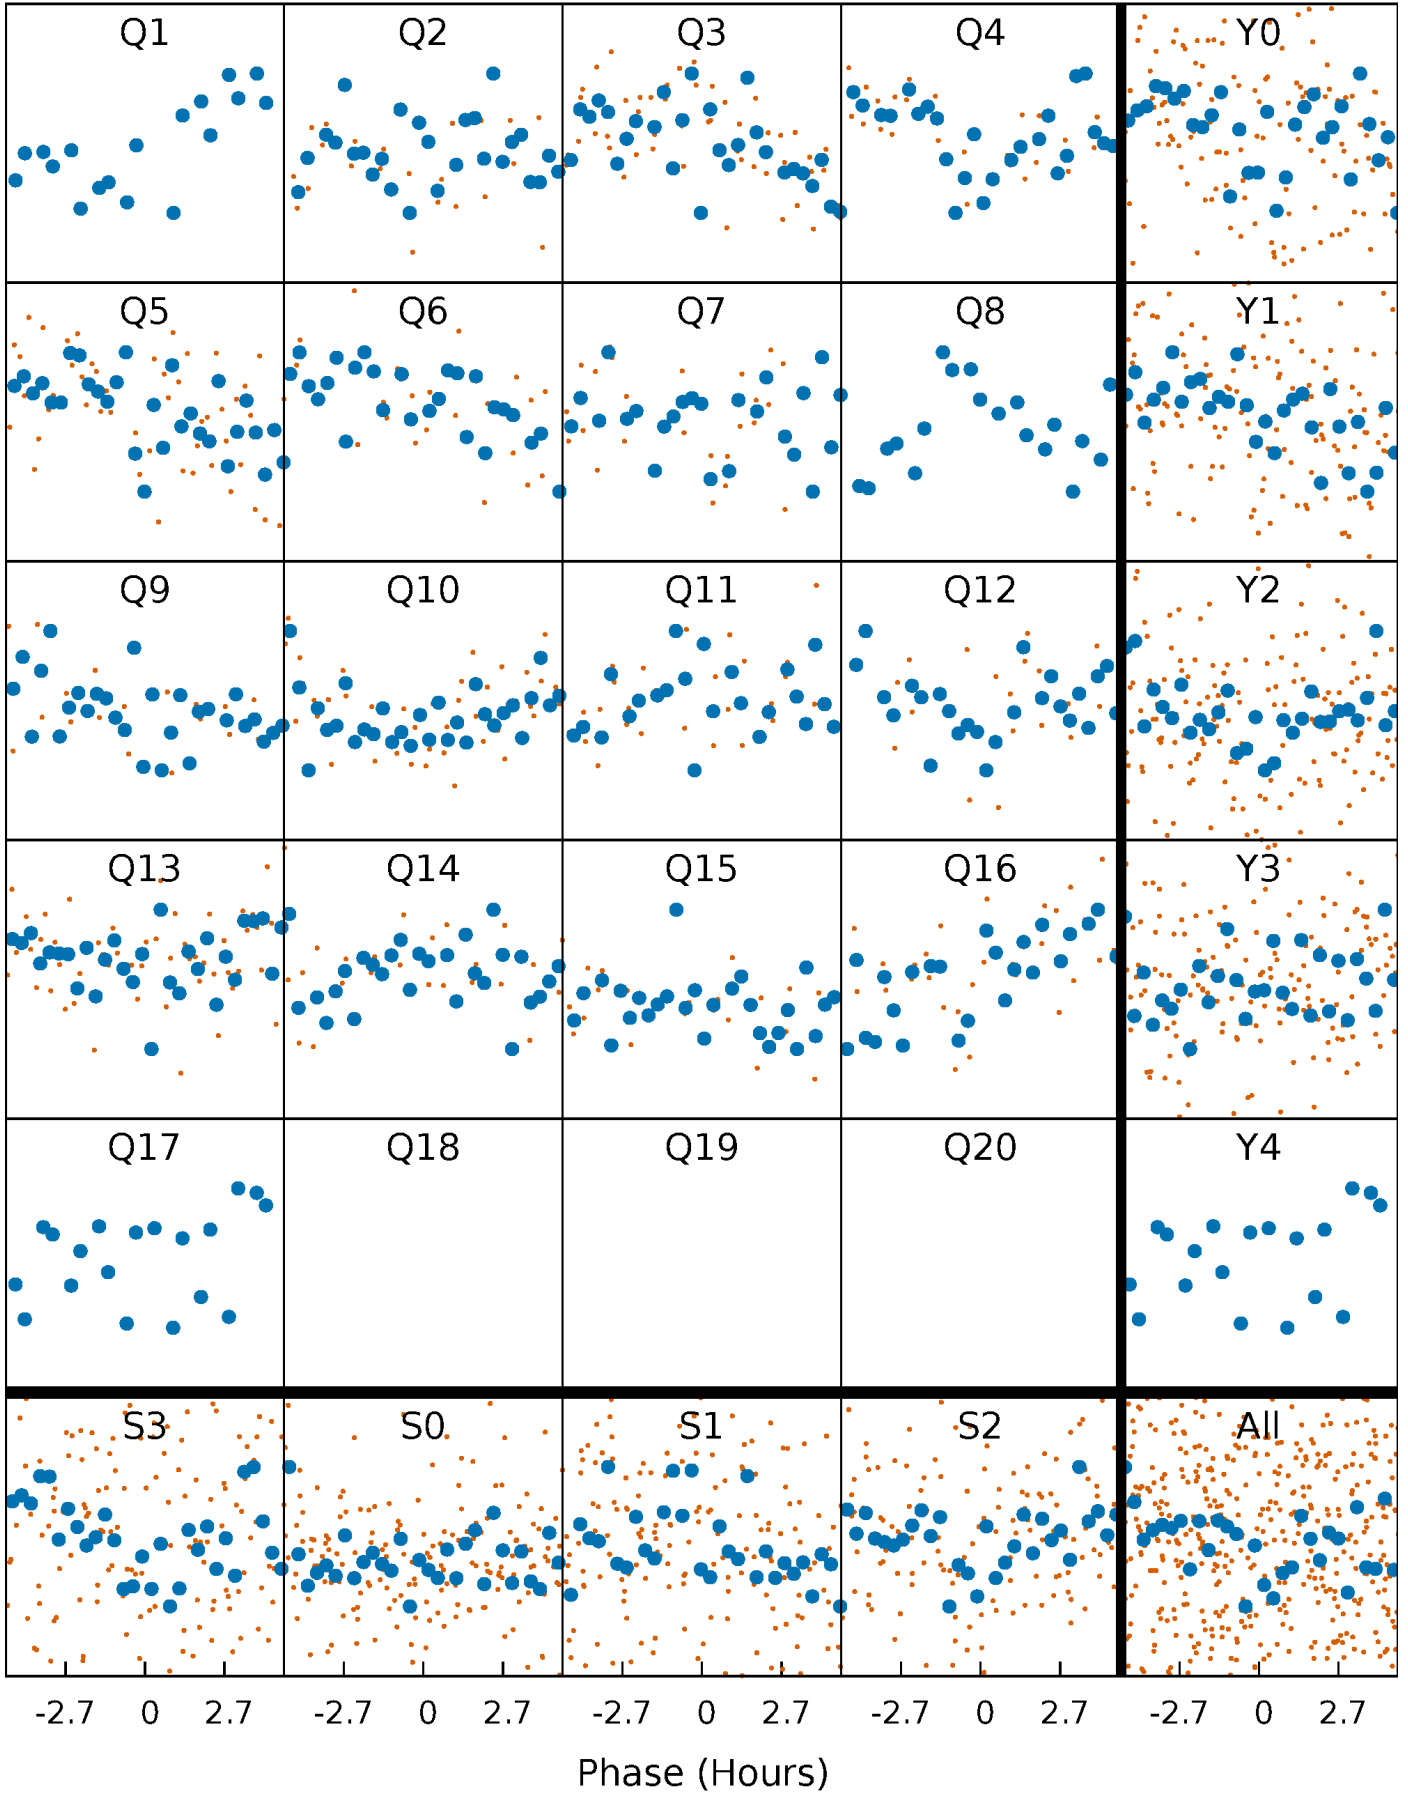 Q1 Q2 Q3 Q4 Y0
Q5 Q6 Q7 Q8 Y1
Q9 Q10 Q11 Q12 Y2
Q13 Q14 Q15 Q16 Y3
Q17 Q18 Q19 Q20 Y4
S3 S0 S1 S2 All
-2.7 0 2.7 -2.7 0 2.7 -2.7 0 2.7 -2.7 0 2.7 -2.7 0 2.7
Phase (Hours)